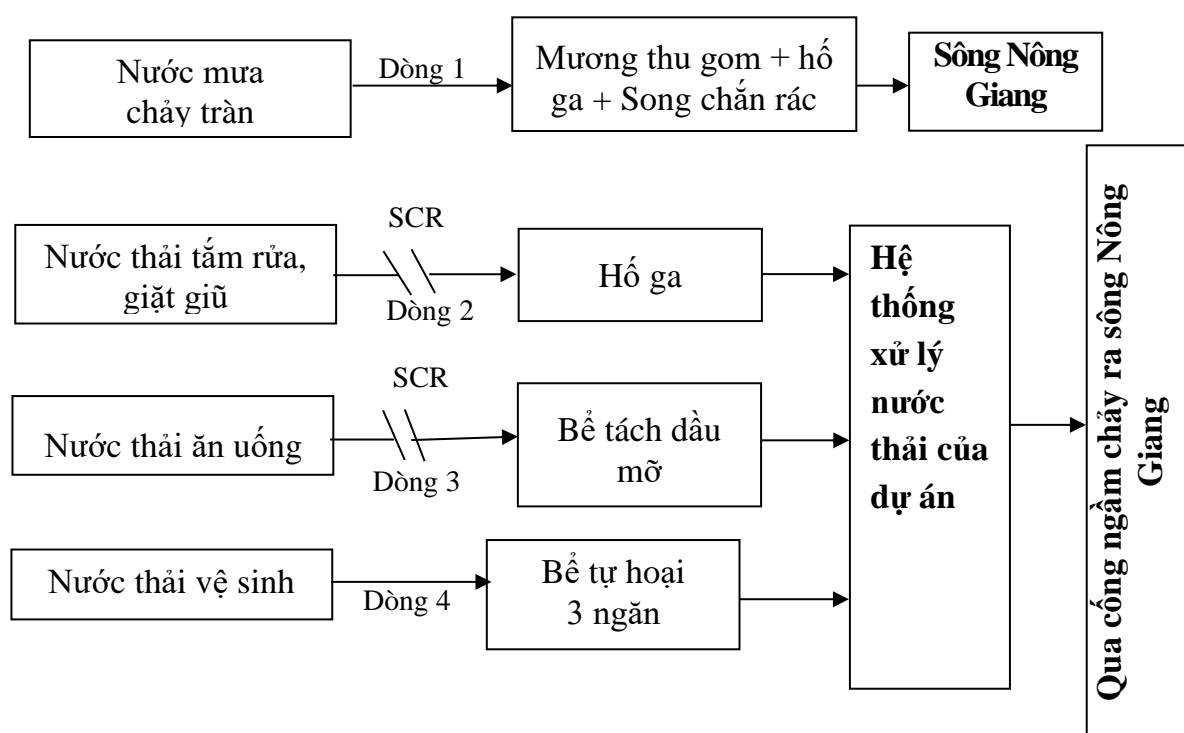 Nước mưa
chảy tràn
Dòng 1
Mương thu gom + hố
ga + Song chắn rác
Sông Nông
Giang
Nước thải tắm rửa,
giặt giũ
SCR
Dòng 2
Hố ga
Nước thải ăn uống
SCR
Dòng 3
Bể tách dầu
mỡ
Nước thải vệ sinh
Dòng 4
Bể tự hoại
3 ngăn
Hệ
thống
xử lý
nước
thải của
dự án
Qua cống ngầm chảy ra sông Nông
Giang